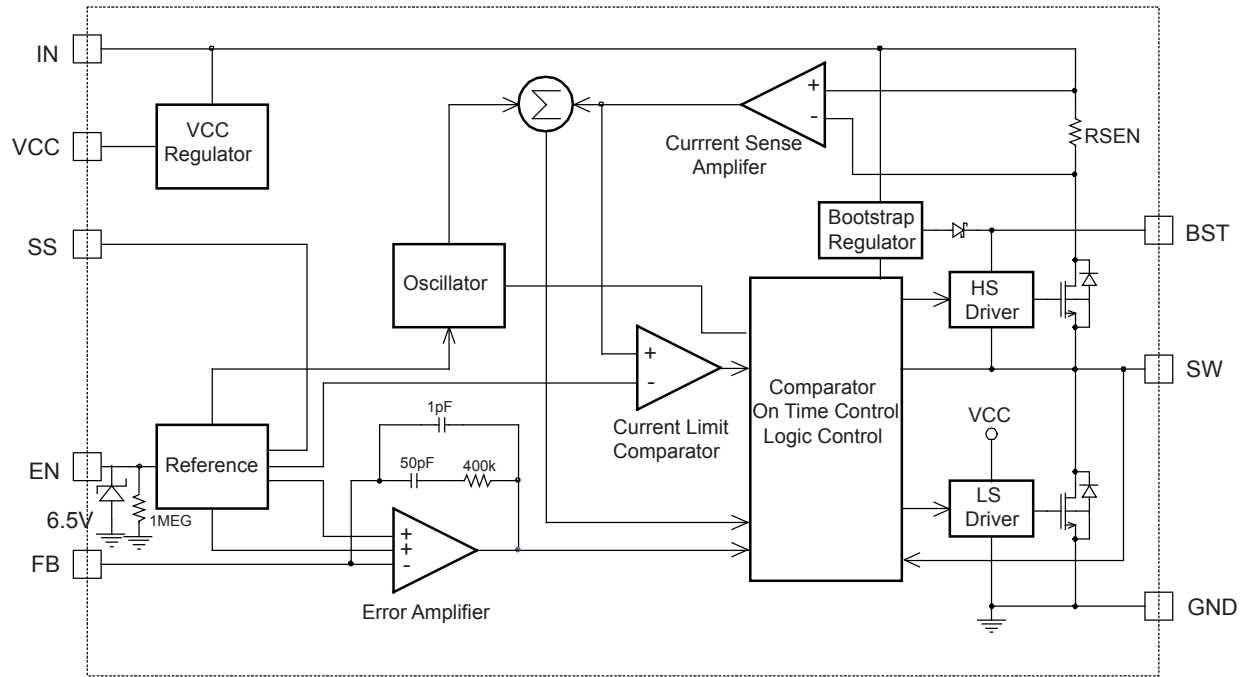 IN
VCC
VCC
Regulator
Σ
+
-
Currrent Sense
Amplifer
RSEN
SS
Oscillator
Bootstrap
Regulator
BST
HS
Driver
+
-
Current Limit
Comparator
Comparator
On Time Control
Logic Control
SW
VCC
1pF
50pF
400k
EN
Reference
6.5V
1MEG
LS
Driver
FB
+
+
-
Error Amplifier
GND